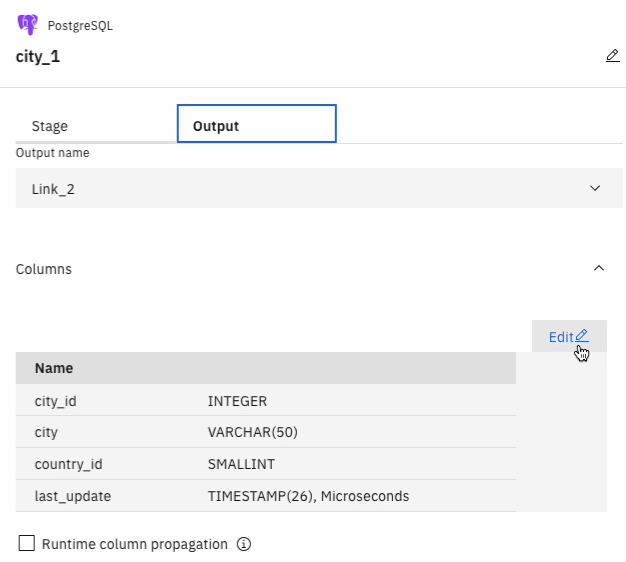 PostgreSQL
city_1
Stage
Output
Output name
Link_2
Columns
Edit
Name
city_id INTEGER
city VARCHAR(50)
country_id SMALLINT
last_update TIMESTAMP(26), Microseconds
Runtime column propagation